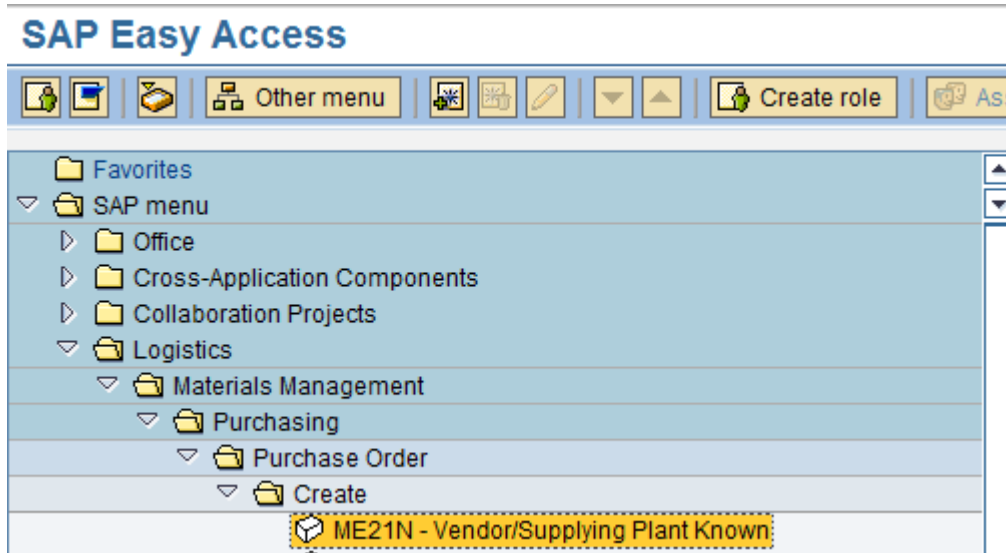 SAP Easy Access
Other menu Create role As
Favorites
SAP menu
Office
Cross-Application Components
Collaboration Projects
Logistics
Materials Management
Purchasing
Purchase Order
Create
ME21N - Vendor/Supplying Plant Known